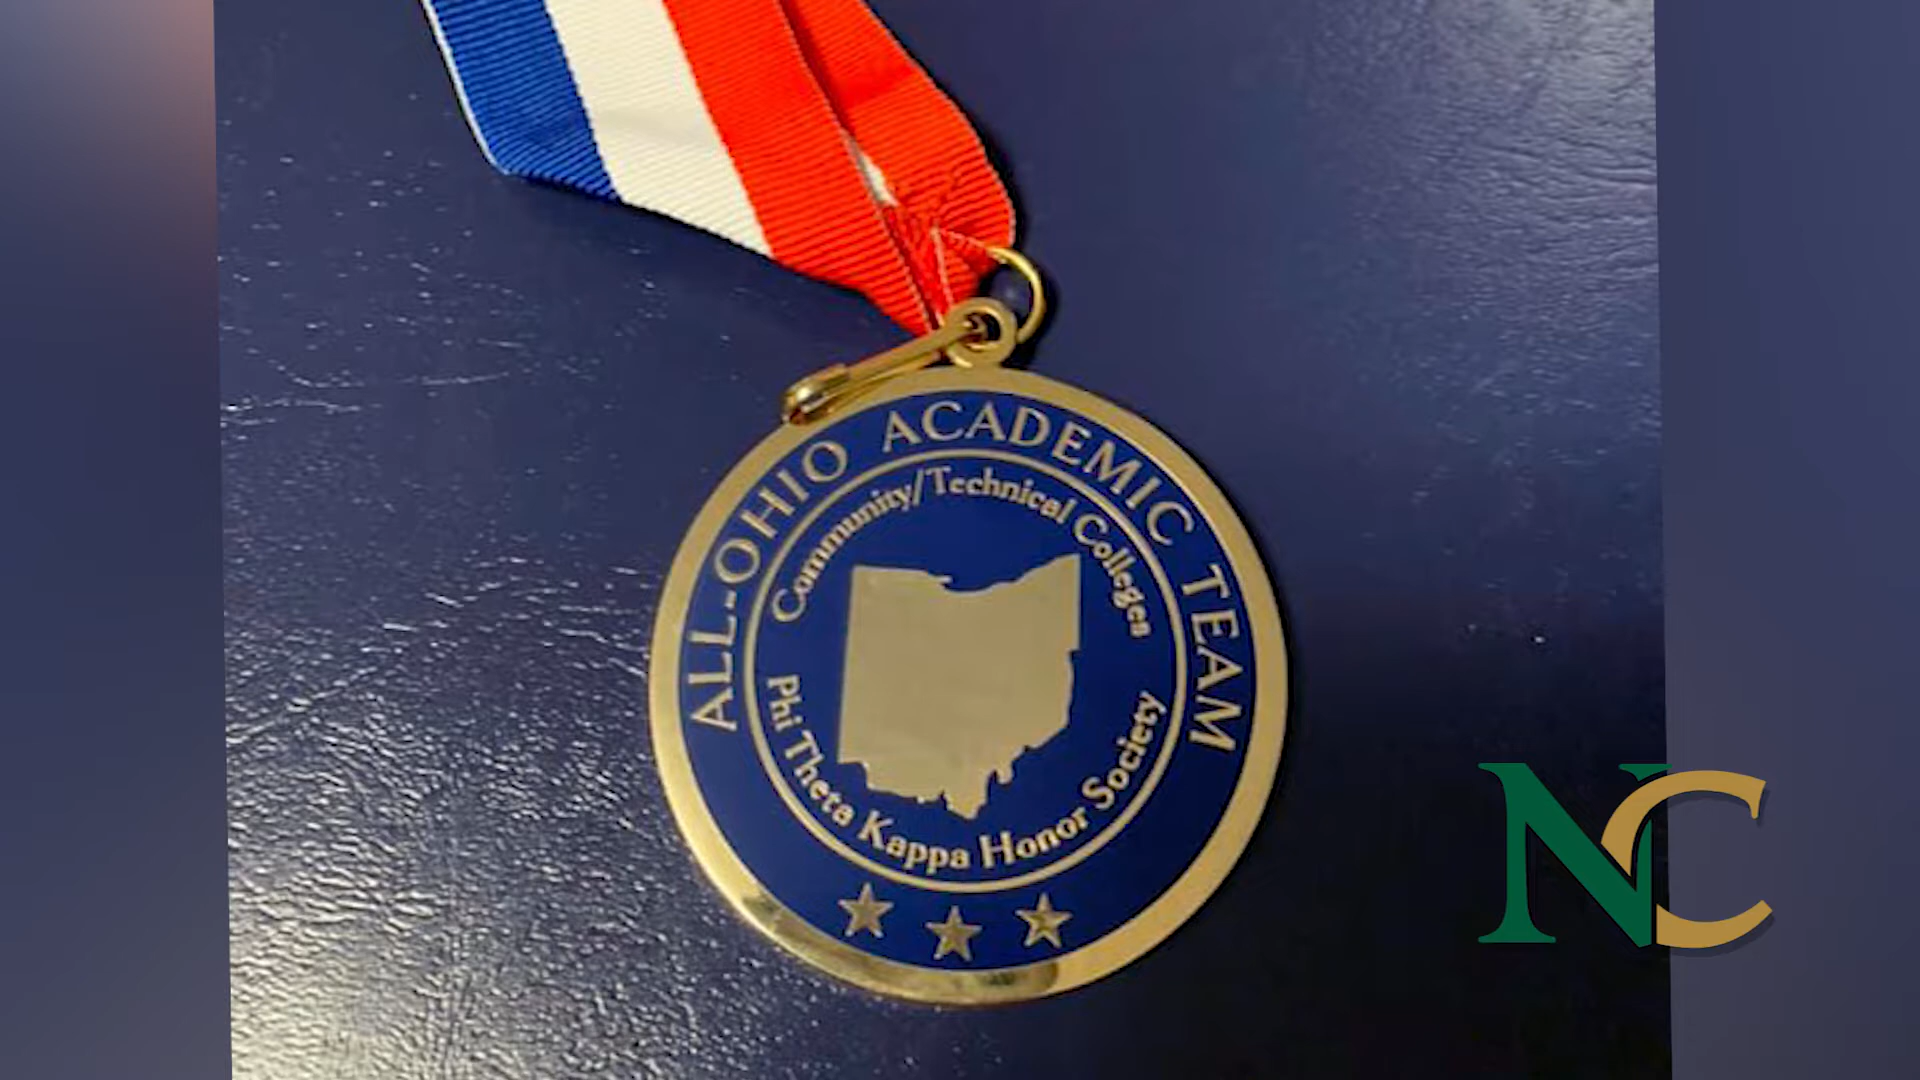 ALL-OHIO ACADEMIC TEAM
Community/Technical Colleges
Phi Theta Kappa Honor Society
NC